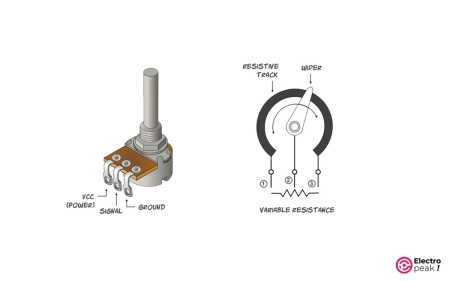 RESISTIVE
TRACK
WIPER
VCC
(POWER)
SIGNAL
GROUND
1
2
3
VARIABLE RESISTANCE
Electro
peak!